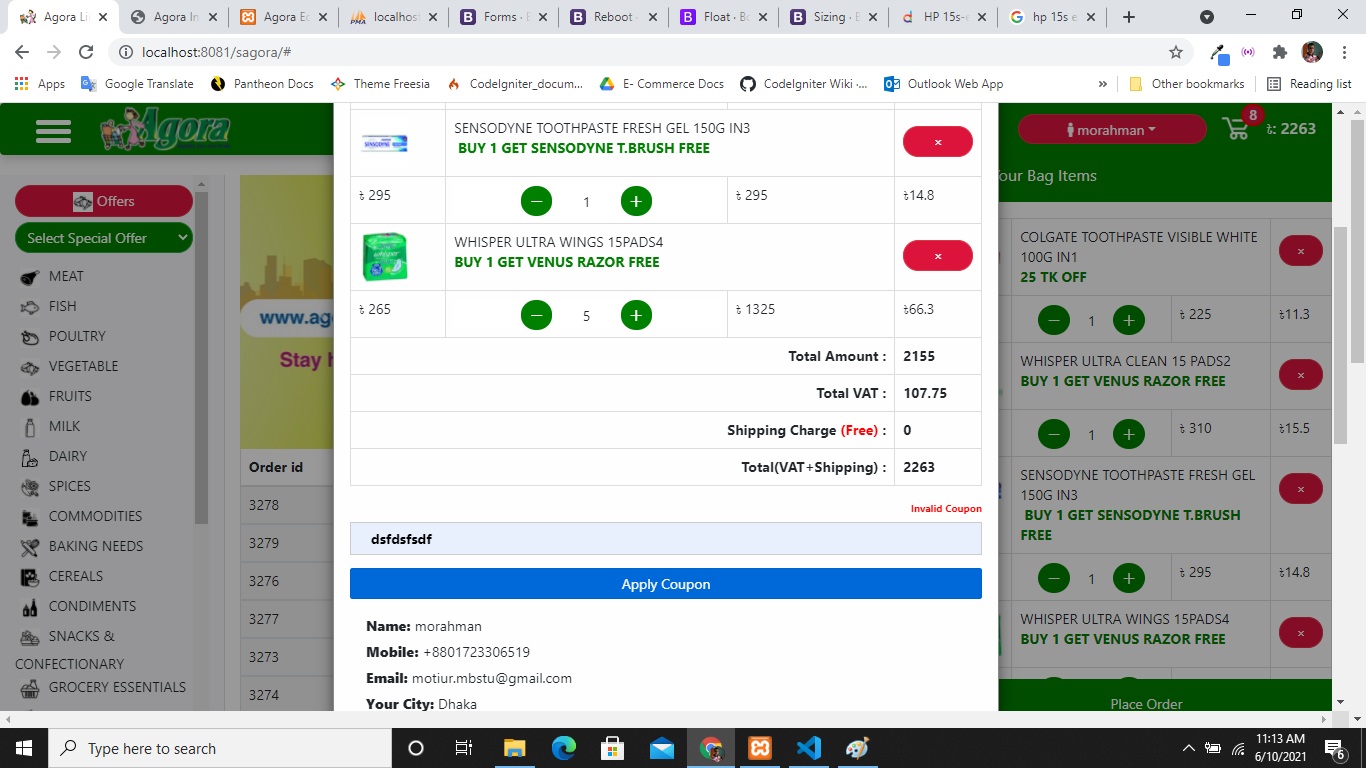 Agora Li
Agora In
Agora Ec
localhos
Forms · B
Reboot ·
Float · Bo
Sizing · B
HP 15s-e
hp 15s e
localhost:8081/sagora/#
Apps
Google Translate
Pantheon Docs
Theme Freesia
CodeIgniter_docum...
E- Commerce Docs
CodeIgniter Wiki ·...
Outlook Web App
»
Other bookmarks
Reading list
Agora
morahman
8
৳: 2263
Offers
Select Special Offer
MEAT
FISH
POULTRY
VEGETABLE
FRUITS
MILK
DAIRY
SPICES
COMMODITIES
BAKING NEEDS
CEREALS
CONDIMENTS
SNACKS &
CONFECTIONARY
GROCERY ESSENTIALS
www.ag
Stay
Order id
3278
3279
3276
3277
3273
3274
SENSODYNE TOOTHPASTE FRESH GEL 150G IN3
BUY 1 GET SENSODYNE T.BRUSH FREE
×
৳ 295
− 1 +
৳ 295
৳14.8
WHISPER ULTRA WINGS 15PADS4
BUY 1 GET VENUS RAZOR FREE
×
৳ 265
− 5 +
৳ 1325
৳66.3
Total Amount : 2155
Total VAT : 107.75
Shipping Charge (Free) : 0
Total(VAT+Shipping) : 2263
Invalid Coupon
dsfdsfsdf
Apply Coupon
Name: morahman
Mobile: +8801723306519
Email: motiur.mbstu@gmail.com
Your City: Dhaka
our Bag Items
COLGATE TOOTHPASTE VISIBLE WHITE
100G IN1
25 TK OFF
×
− 1 +
৳ 225
৳11.3
WHISPER ULTRA CLEAN 15 PADS2
BUY 1 GET VENUS RAZOR FREE
×
− 1 +
৳ 310
৳15.5
SENSODYNE TOOTHPASTE FRESH GEL
150G IN3
BUY 1 GET SENSODYNE T.BRUSH
FREE
×
− 1 +
৳ 295
৳14.8
WHISPER ULTRA WINGS 15PADS4
BUY 1 GET VENUS RAZOR FREE
×
Place Order
Type here to search
11:13 AM
6/10/2021
6